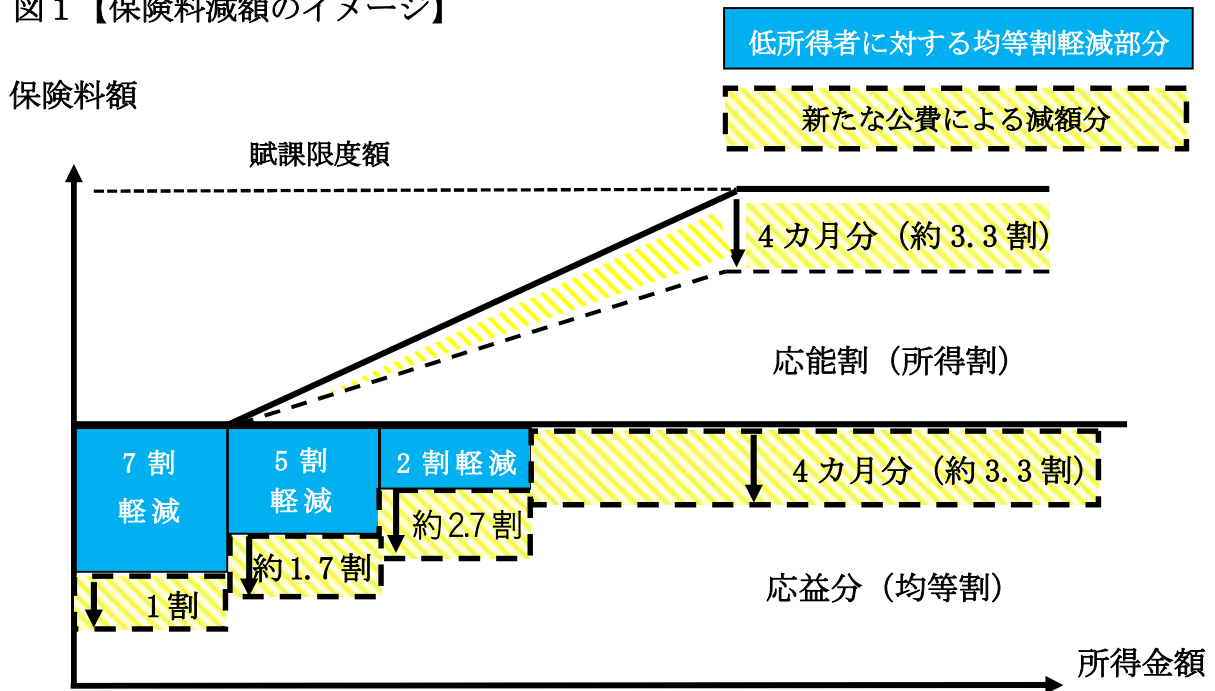 図1【保険料減額のイメージ】
低所得者に対する均等割軽減部分
新たな公費による減額分
保険料額
賦課限度額
4カ月分（約3.3割）
応能割（所得割）
7割
軽減
5割
軽減
2割軽減
4カ月分（約3.3割）
約2.7割
約1.7割
1割
応益分（均等割）
所得金額